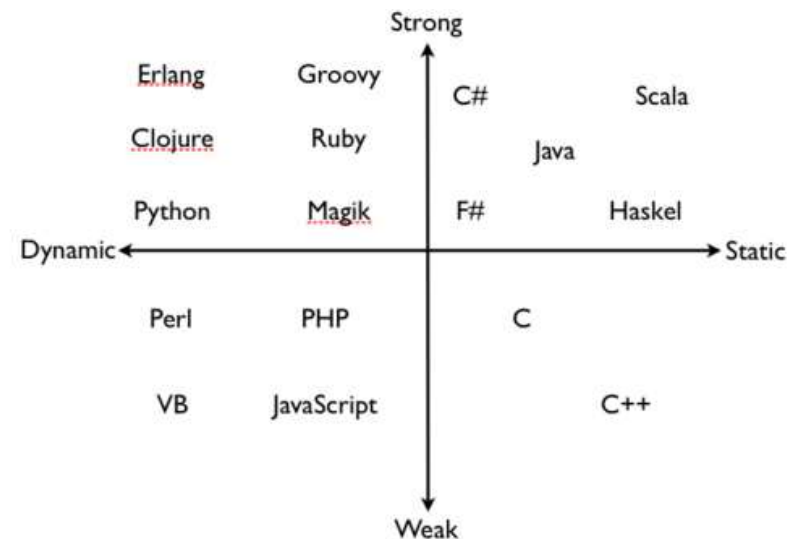 Strong
Erlang Groovy
C# Scala
Clojure Ruby
Java
Python Magik F# Haskel
Dynamic Static
Perl PHP C
VB JavaScript C++
Weak